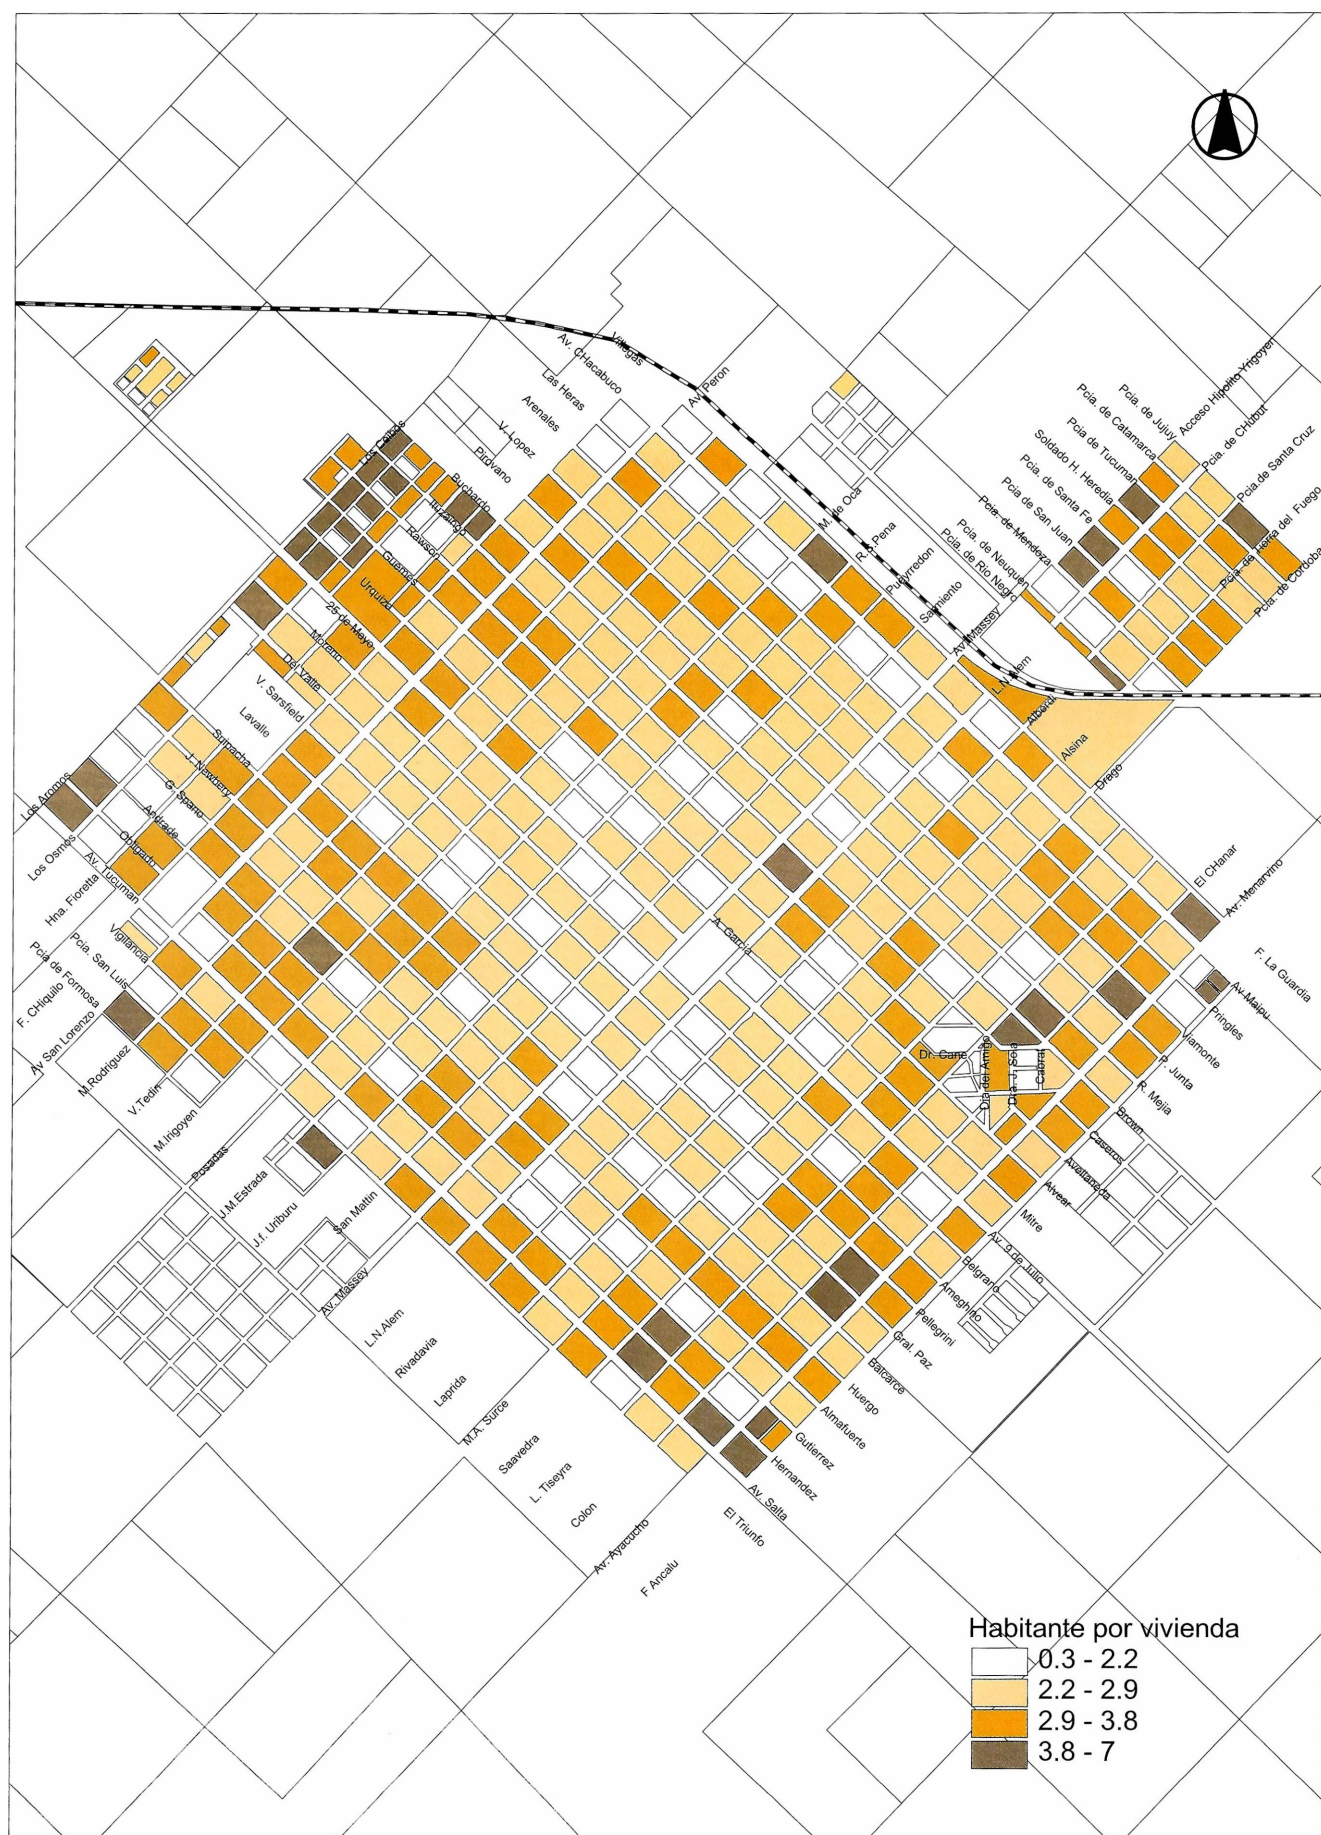 Villegas
Av. CHacabuco
Las Heras
Arenales
V. Lopez
Pirovano
Buchardo
Ituzaingo
Rawson
Guemes
Urquiza
25 de Mayo
Moreno
Del Valle
V. Sarsfield
Lavalle
Suipacha
J. Newbery
G. Spano
Andrade
Obligado
Av. Tucuman
Hna. Fioretta
Vigilancia
Pcia. San Luis
Pcia de Formosa
F. CHiquilo
Av San Lorenzo
M.Rodriguez
V.Tedin
M.Irigoyen
Posadas
J.M.Estrada
J.f. Uriburu
San Mattin
Av. Massey
L.N.Alem
Rivadavia
Laprida
M.A. Surce
Saavedra
L. Tiseyra
Colon
Av. Ayacucho
F Ancalu
El Triunfo
Av. Salta
Hernandez
Gutierrez
Almafuerte
Huergo
Balcarce
Gral. Paz
Pellegrini
Ameghino
Belgrano
Av. 9 de Julio
Mitre
Alvear
Avellaneda
Caseros
Brown
R. Mejia
P. Junta
Viamonte
Pringles
Av Maipu
F. La Guardia
Av. Menarvino
El CHanar
Drago
Alsina
Alberdi
L.N.Alem
Av. Massey
Sarmiento
Pueyrredon
R.S.Pena
M. de Oca
Av. Peron
Los Ceibos
Los Aromos
Los Osmos
A. Garcia
Dr. Cane
Dia del Amigo
Dra. J. Sola
Cabral
Pcia. de Jujuy
Acceso Hipolito Yrigoyen
Pcia. de Catamarca
Pcia de Tucuman
Pcia. de CHubut
Soldado H. Heredia
Pcia. de Santa Fe
Pcia.de Santa Cruz
Pcia de San Juan
Pcia. de Mendoza
Pcia. de Tierra del Fuego
Pcia. de Neuquen
Pcia. de Rio Negro
Pcia. de Cordoba
Habitante por vivienda
0.3 - 2.2
2.2 - 2.9
2.9 - 3.8
3.8 - 7